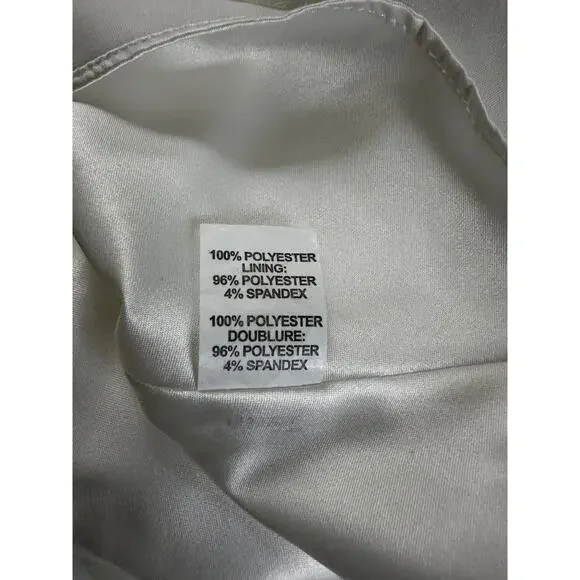 100% POLYESTER
LINING:
96% POLYESTER
4% SPANDEX
100% POLYESTER
DOUBLURE:
96% POLYESTER
4% SPANDEX